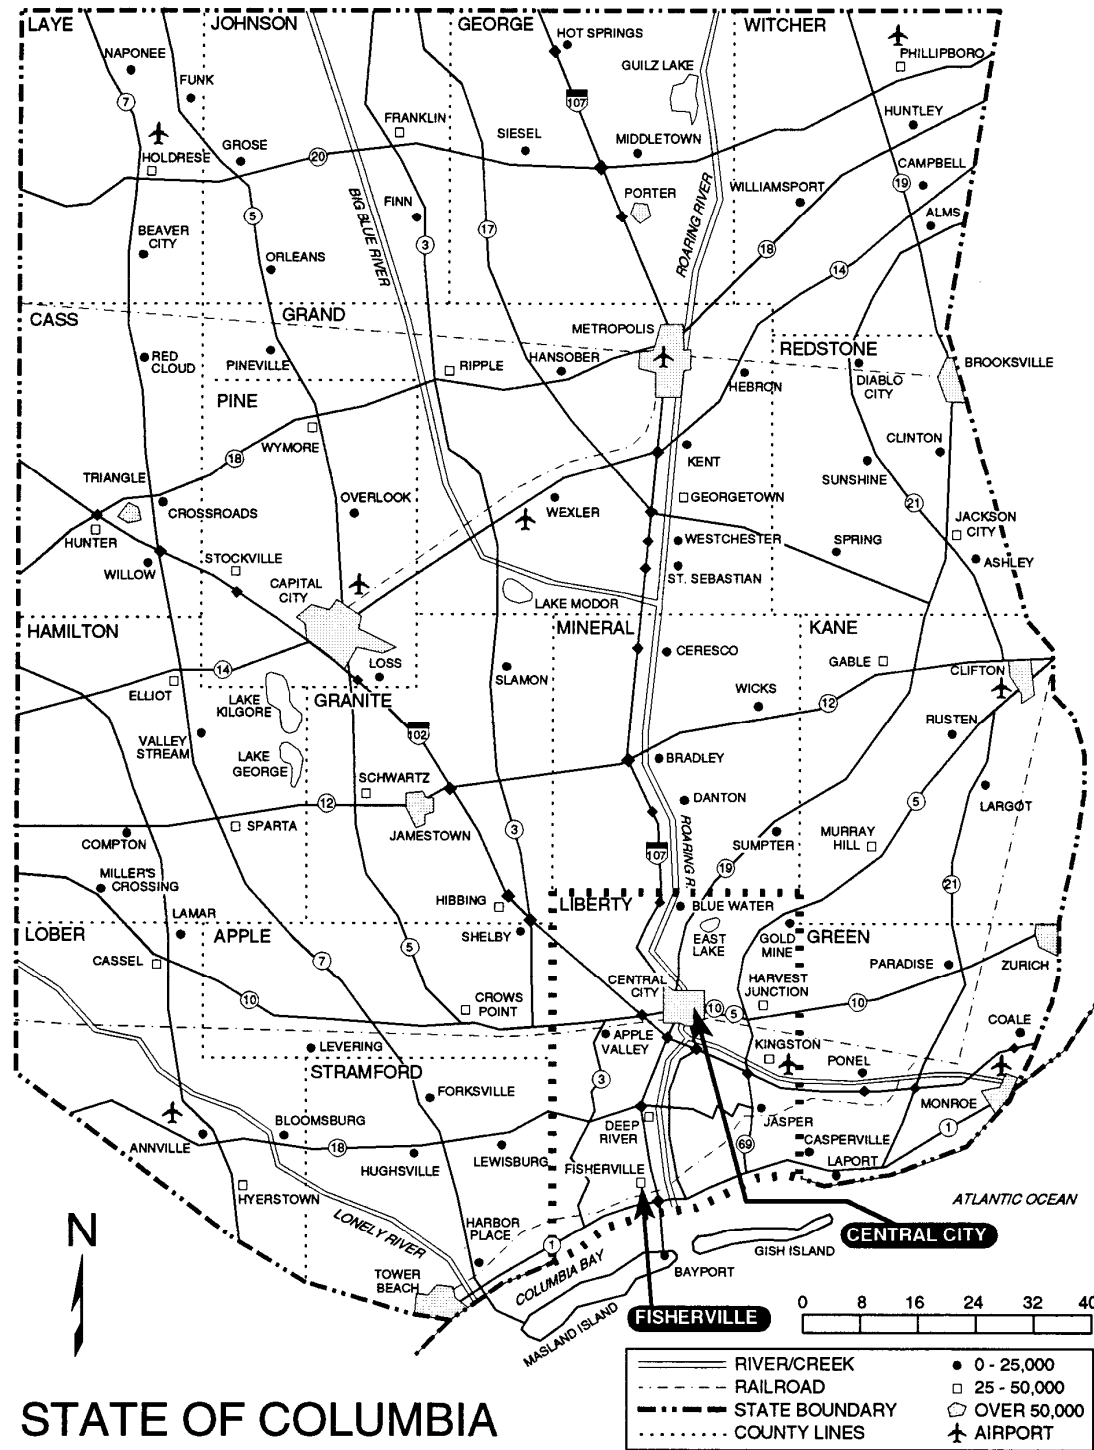 LAYE
JOHNSON
GEORGE
WITCHER
NAPONEE
HOT SPRINGS
FUNK
GUILZ LAKE
PHILLIPBORO
7
107
FRANKLIN
HUNTLEY
SIESEL
MIDDLETOWN
GROSE
HOLDRESE
20
CAMPBELL
19
PORTER
WILLIAMSPORT
BIG BLUE RIVER
FINN
5
ROARING RIVER
ALMS
BEAVER
CITY
3
17
18
14
ORLEANS
CASS
GRAND
METROPOLIS
REDSTONE
RED
CLOUD
PINEVILLE
RIPPLE
HANSOBER
HEBRON
DIABLO
CITY
BROOKSVILLE
PINE
WYMORE
KENT
CLINTON
18
TRIANGLE
SUNSHINE
CROSSROADS
OVERLOOK
WEXLER
GEORGETOWN
21
HUNTER
JACKSON
CITY
STOCKVILLE
WESTCHESTER
SPRING
WILLOW
ASHLEY
CAPITAL
CITY
ST. SEBASTIAN
LAKE MODOR
HAMILTON
MINERAL
KANE
14
LOSS
CERESCO
GABLE
CLIFTON
ELLIOT
SLAMON
GRANITE
LAKE
KILGORE
WICKS
12
RUSTEN
102
VALLEY
STREAM
LAKE
GEORGE
BRADLEY
SCHWARTZ
12
DANTON
5
LARGOT
SPARTA
JAMESTOWN
3
COMPTON
ROARING R.
SUMPTER
MURRAY
HILL
107
19
MILLER'S
CROSSING
21
HIBBING
LIBERTY
BLUE WATER
LAMAR
LOBER
APPLE
SHELBY
EAST
LAKE
GOLD
MINE
GREEN
5
CASSEL
7
PARADISE
ZURICH
CENTRAL
CITY
HARVEST
JUNCTION
10
CROWS
POINT
10
5
10
COALE
LEVERING
APPLE
VALLEY
KINGSTON
PONEL
STRAMFORD
3
FORKSVILLE
MONROE
DEEP
RIVER
JASPER
1
BLOOMSBURG
ANNVILLE
18
69
CASPERVILLE
HUGHSVILLE
LEWISBURG
FISHERVILLE
LAPORT
HYERSTOWN
ATLANTIC OCEAN
N
LONELY RIVER
HARBOR
PLACE
1
CENTRAL CITY
GISH ISLAND
TOWER
BEACH
COLUMBIA BAY
BAYPORT
MASLAND ISLAND
FISHERVILLE
0 8 16 24 32 40
RIVER/CREEK
0 - 25,000
RAILROAD
25 - 50,000
STATE BOUNDARY
OVER 50,000
COUNTY LINES
AIRPORT
STATE OF COLUMBIA